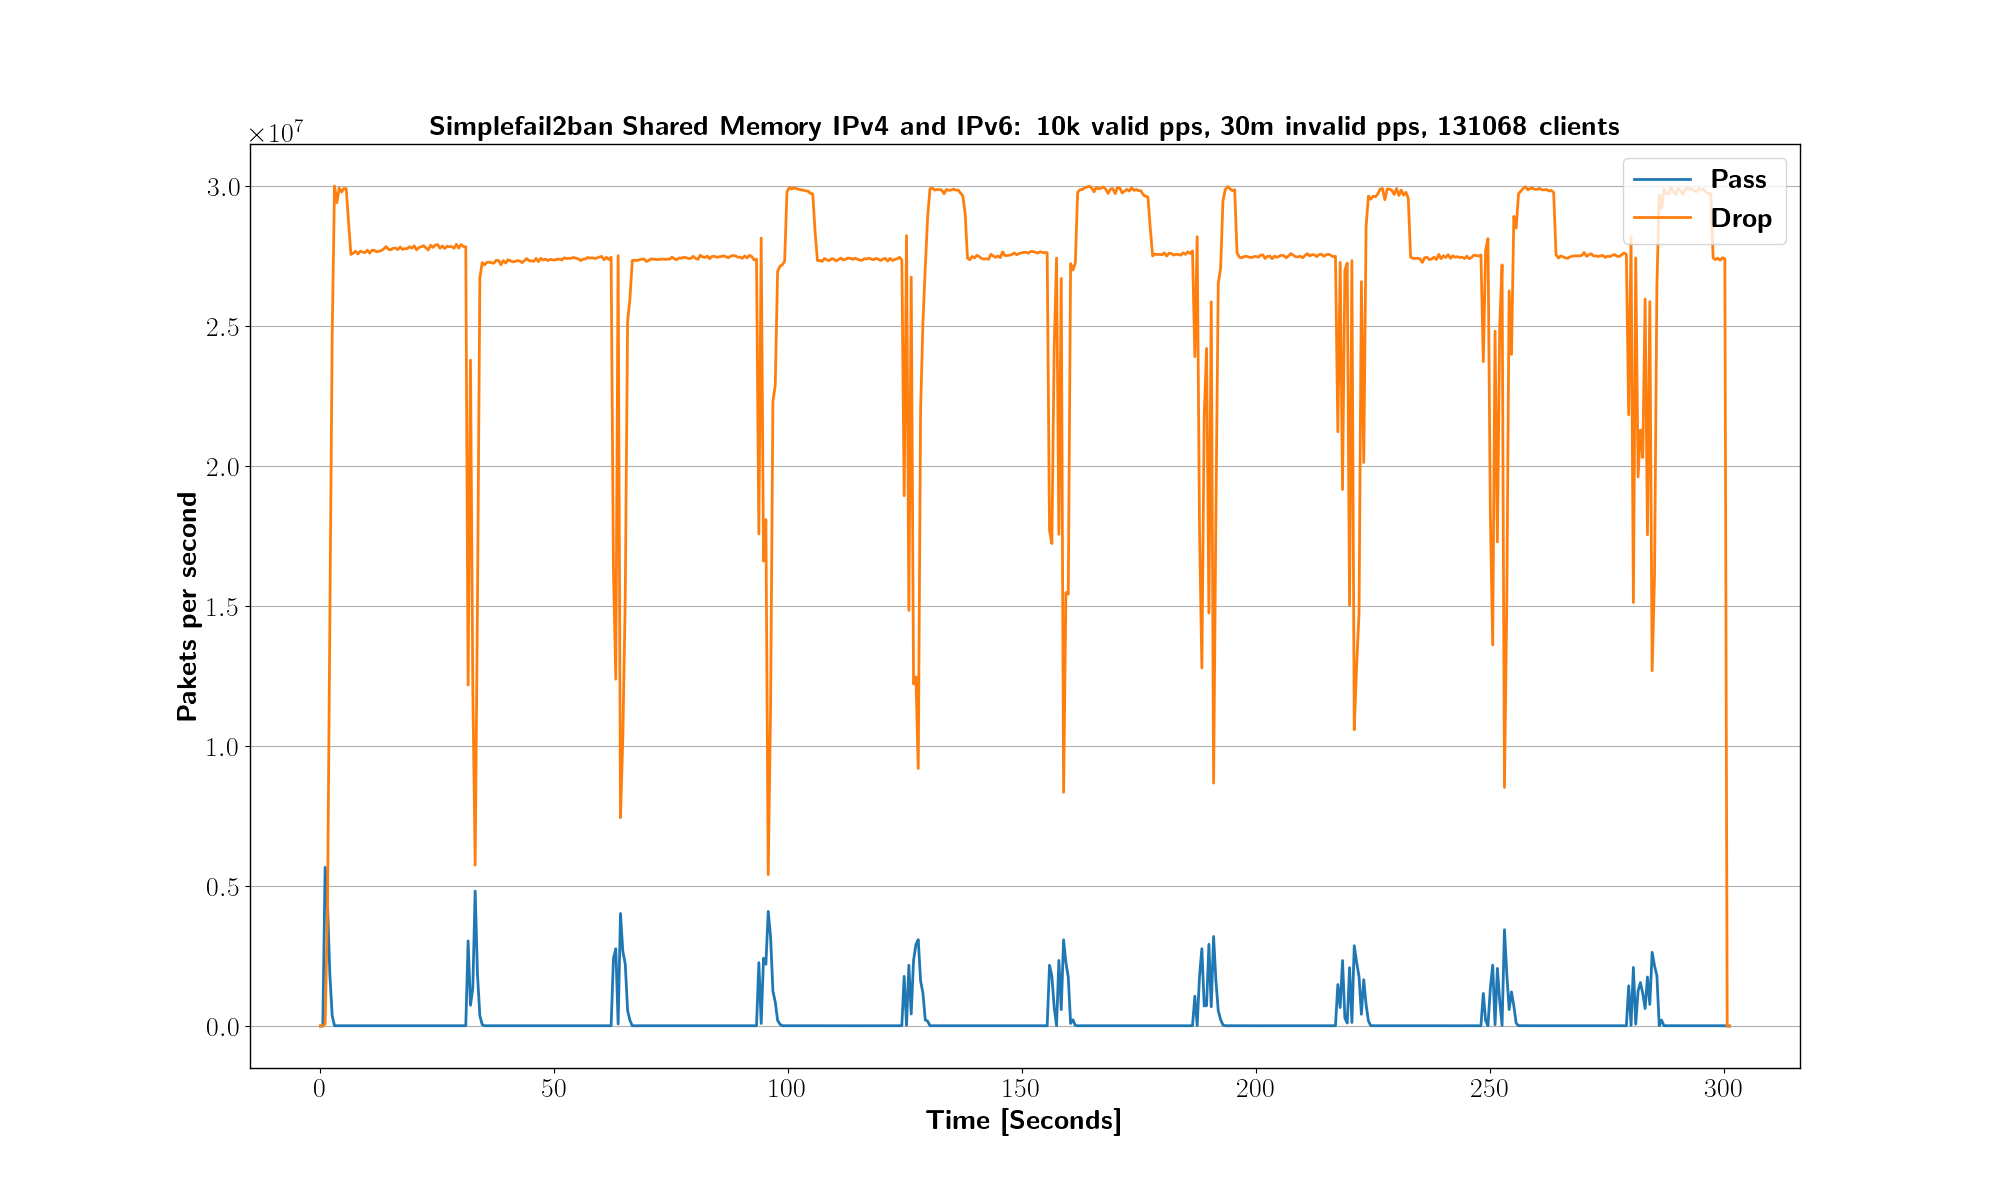 Simplefail2ban Shared Memory IPv4 and IPv6: 10k valid pps, 30m invalid pps, 131068 clients
×10⁷
Pass
Drop
3.0
2.5
2.0
1.5
1.0
0.5
0.0
Pakets per second
0 50 100 150 200 250 300
Time [Seconds]